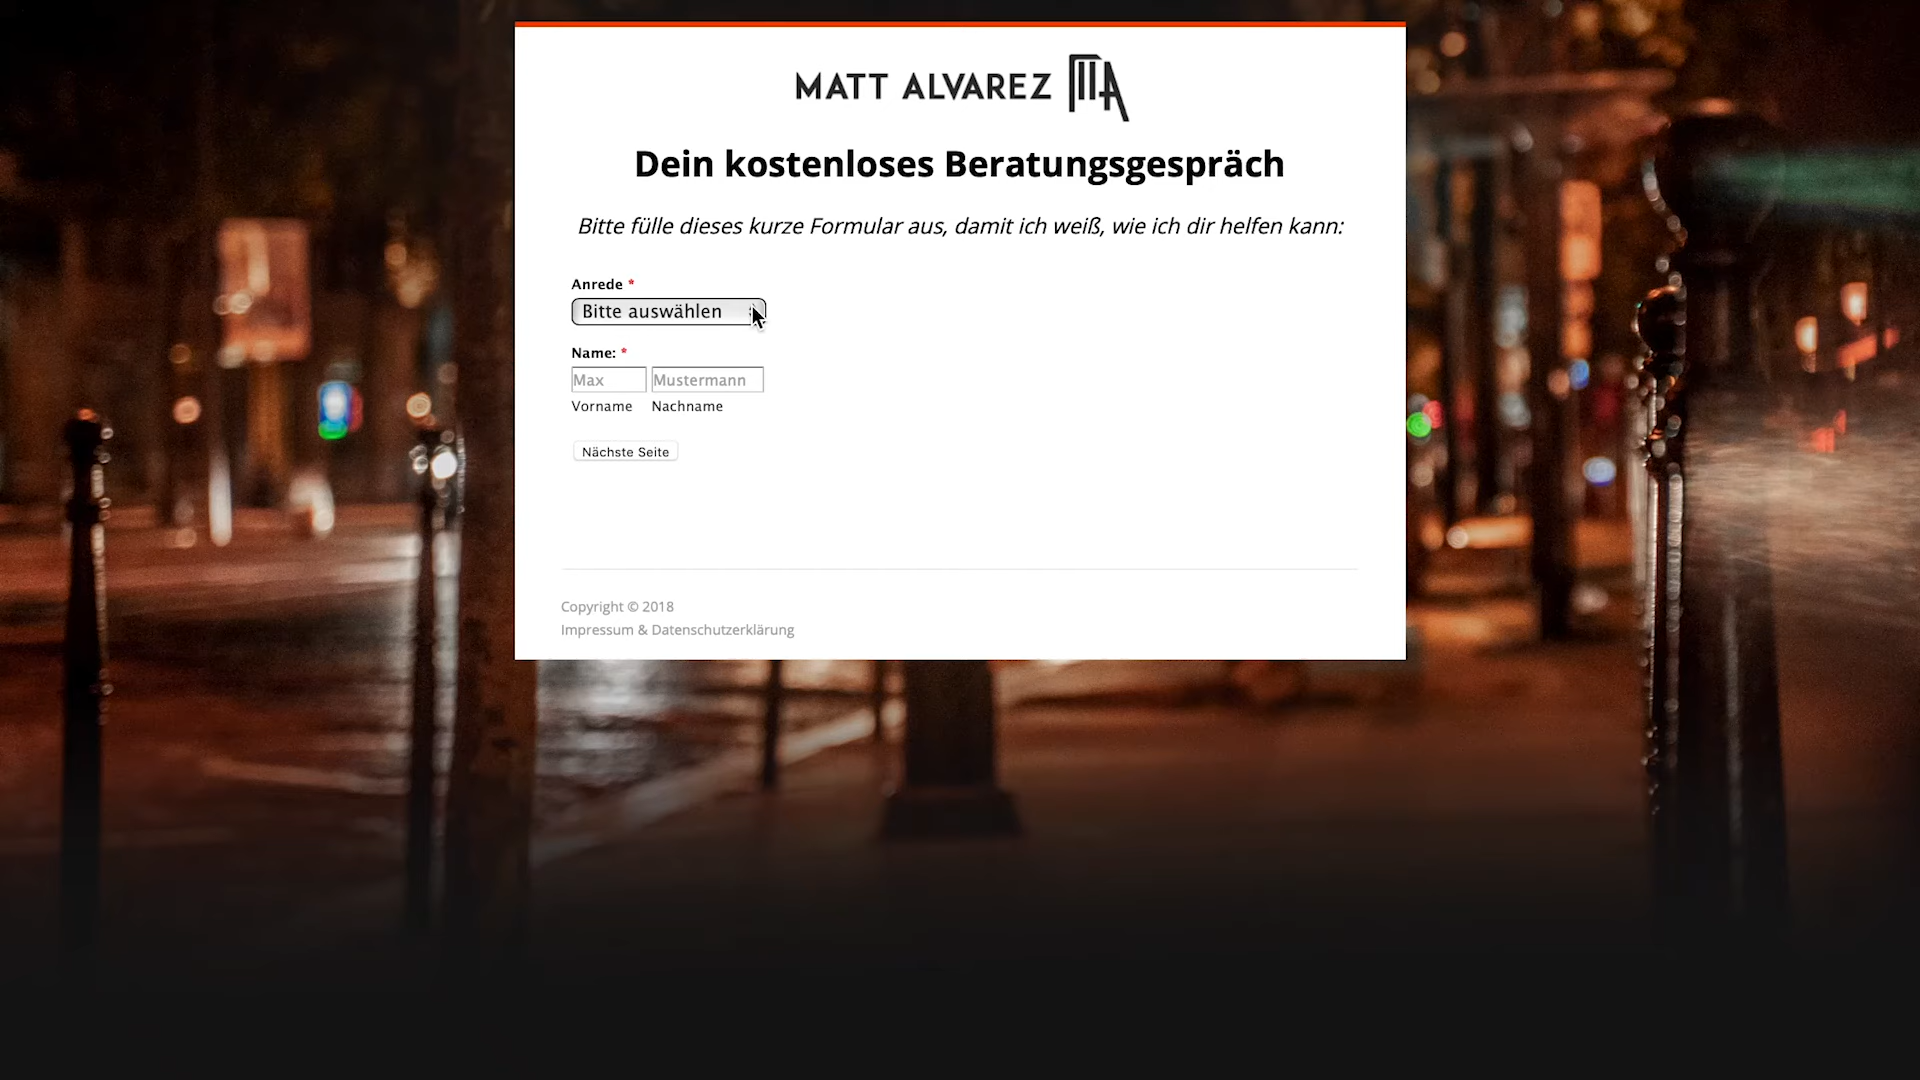 MATT ALVAREZ MA
Dein kostenloses Beratungsgespräch
Bitte fülle dieses kurze Formular aus, damit ich weiß, wie ich dir helfen kann:
Anrede *
Bitte auswählen
Name: *
Max Mustermann
Vorname Nachname
Nächste Seite
Copyright © 2018
Impressum & Datenschutzerklärung